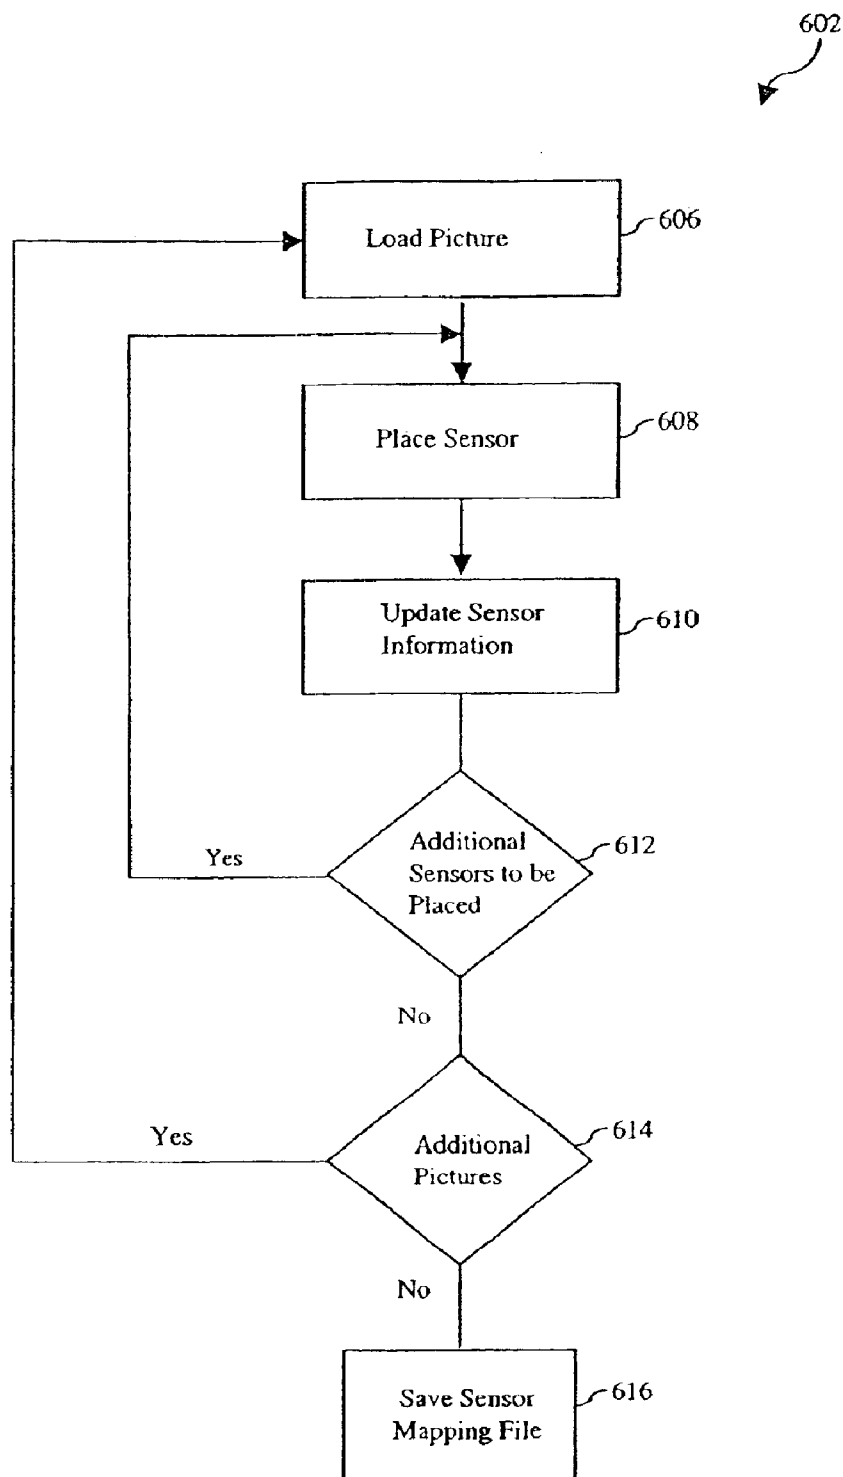 602
Load Picture
606
Place Sensor
608
Update Sensor
Information
610
Additional
Sensors to be
Placed
612
Yes
No
Additional
Pictures
614
Yes
No
Save Sensor
Mapping File
616